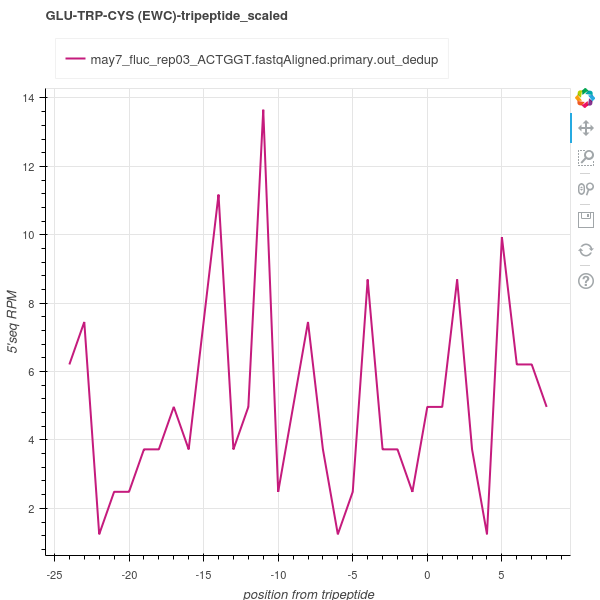 GLU-TRP-CYS (EWC)-tripeptide_scaled
may7_fluc_rep03_ACTGGT.fastqAligned.primary.out_dedup
14
12
10
8
6
4
2
5'seq RPM
-25 -20 -15 -10 -5 0 5
position from tripeptide